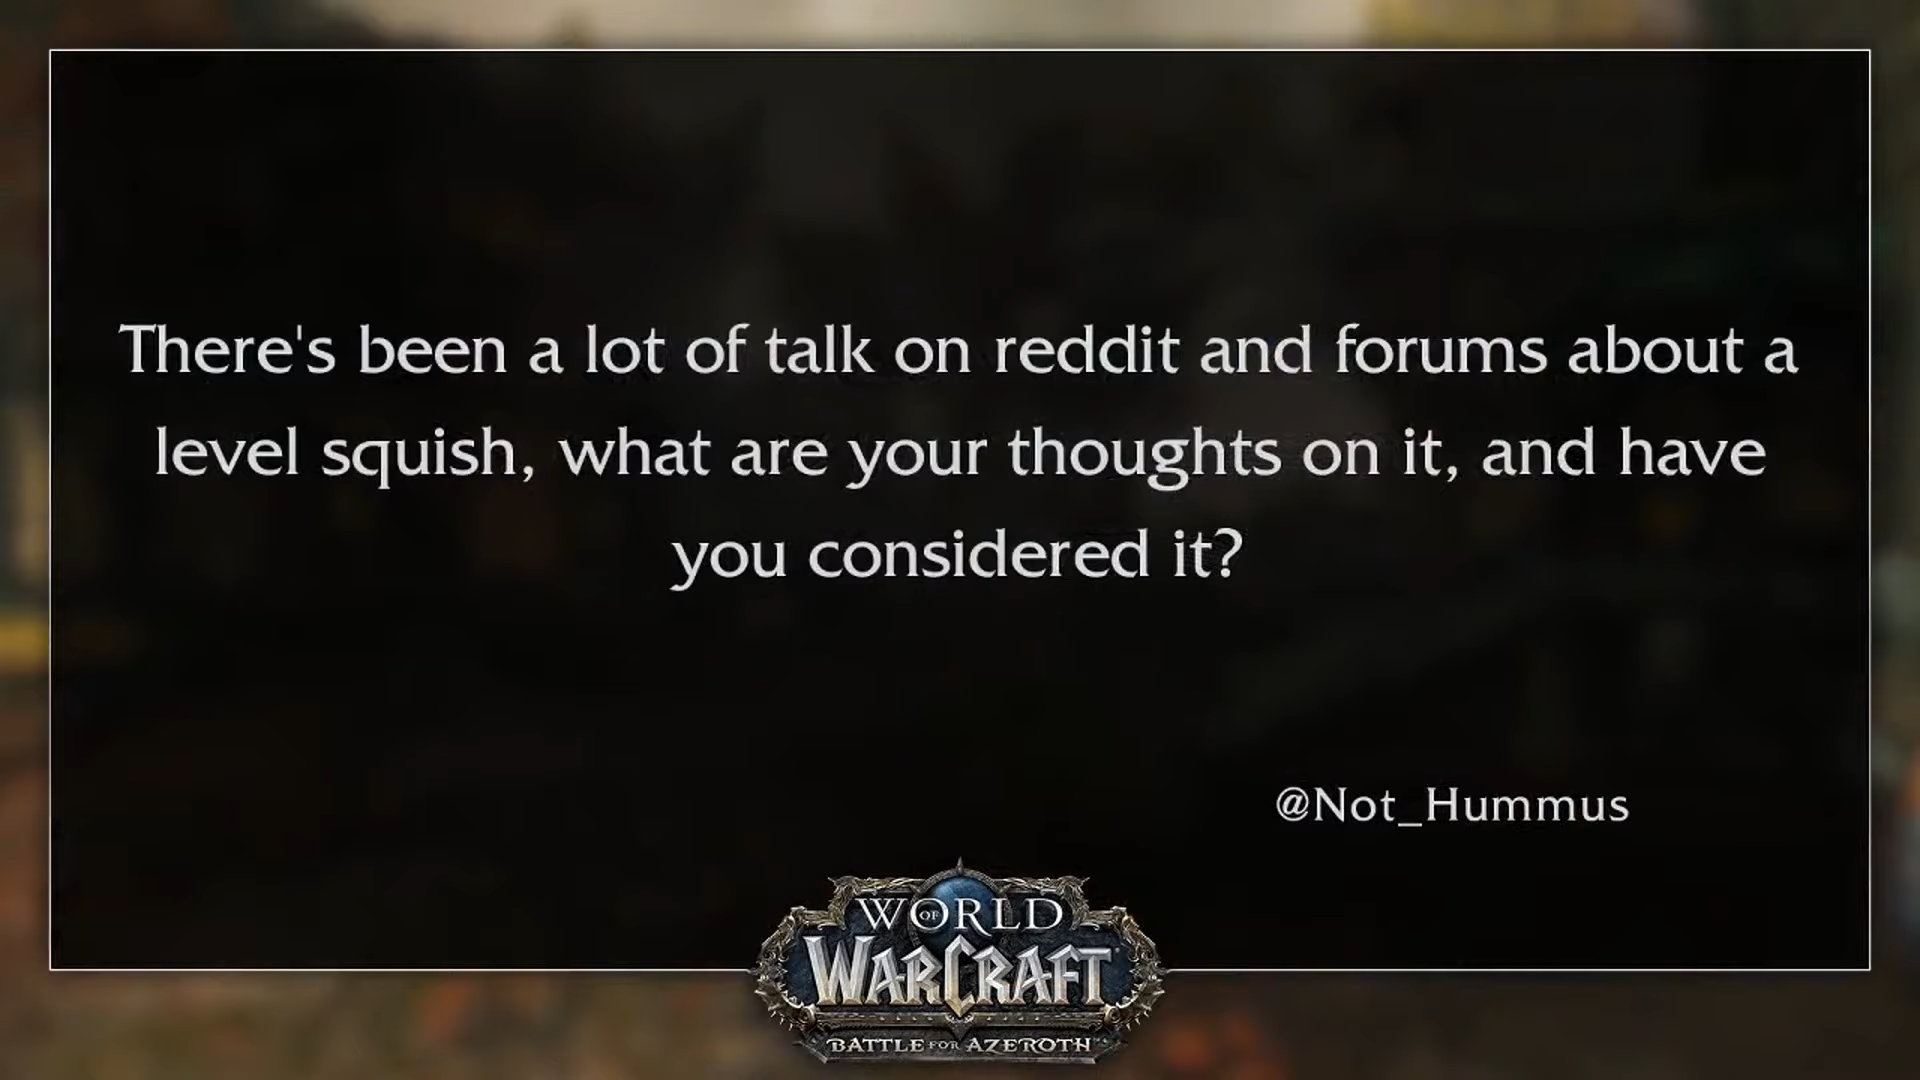 There's been a lot of talk on reddit and forums about a
level squish, what are your thoughts on it, and have
you considered it?
@Not_Hummus
WORLD OF
WARCRAFT
BATTLE FOR AZEROTH